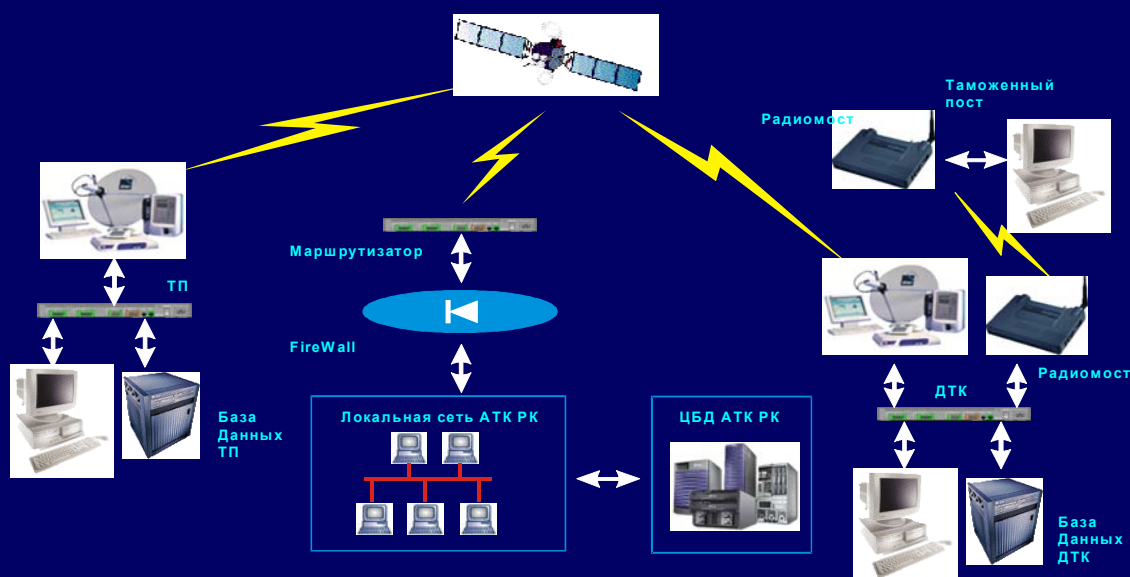 Таможенный
пост
Радиомост
Маршрутизатор
ТП
FireWall
Радиомост
ДТК
База
Данных
ТП
Локальная сеть АТК РК
ЦБД АТК РК
База
Данных
ДТК